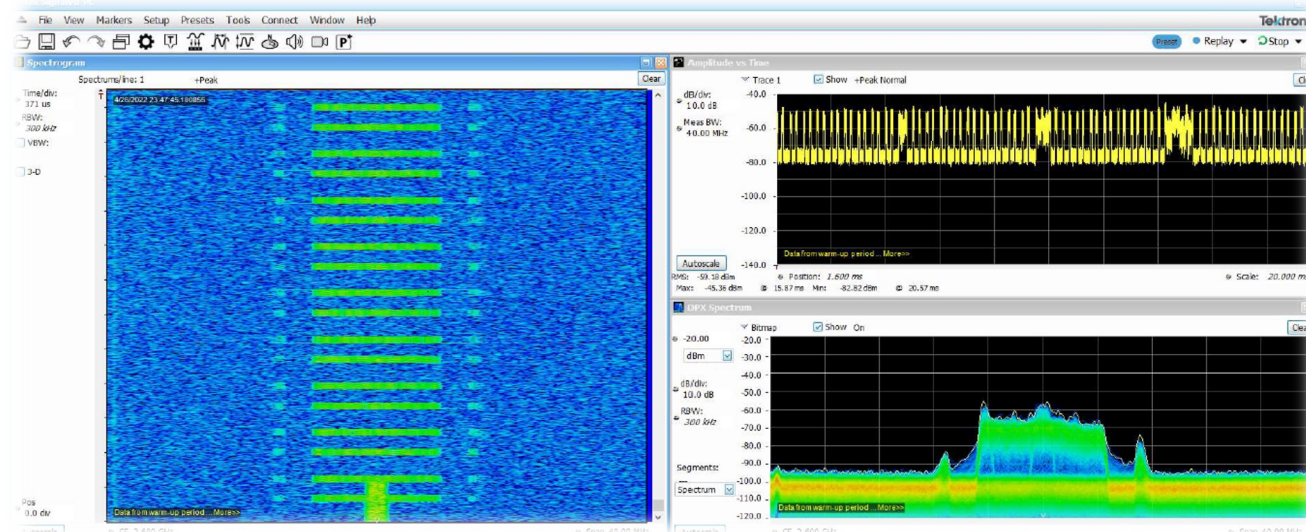 File View Markers Setup Presets Tools Connect Window Help
Tektron
Preset Replay Stop
Spectrogram
Spectrums/line: 1 +Peak Clear
Time/div:
371 us
RBW:
300 kHz
VBW:
3-D
Pos
0.0 div
T
4/26/2022 23:47:45.180855
Data from warm-up period ... More>>
Amplitude vs Time
Trace 1 Show +Peak Normal
dB/div:
10.0 dB
Meas BW:
40.00 MHz
-40.0
-60.0
-80.0
-100.0
-120.0
-140.0
Autoscale
Data from warm-up period ... More>>
RMS: -59.18 dBm Position: 1.600 ms Scale: 20.000 m
Max: -45.36 dBm @ 15.87 ms Min: -82.82 dBm @ 20.57 ms
DPX Spectrum
Bitmap Show On Clea
-20.00
dBm
dB/div:
10.0 dB
RBW:
300 kHz
Segments:
Spectrum
-20.0
-30.0
-40.0
-50.0
-60.0
-70.0
-80.0
-90.0
-100.0
-110.0
-120.0
Data from warm-up period ... More>>